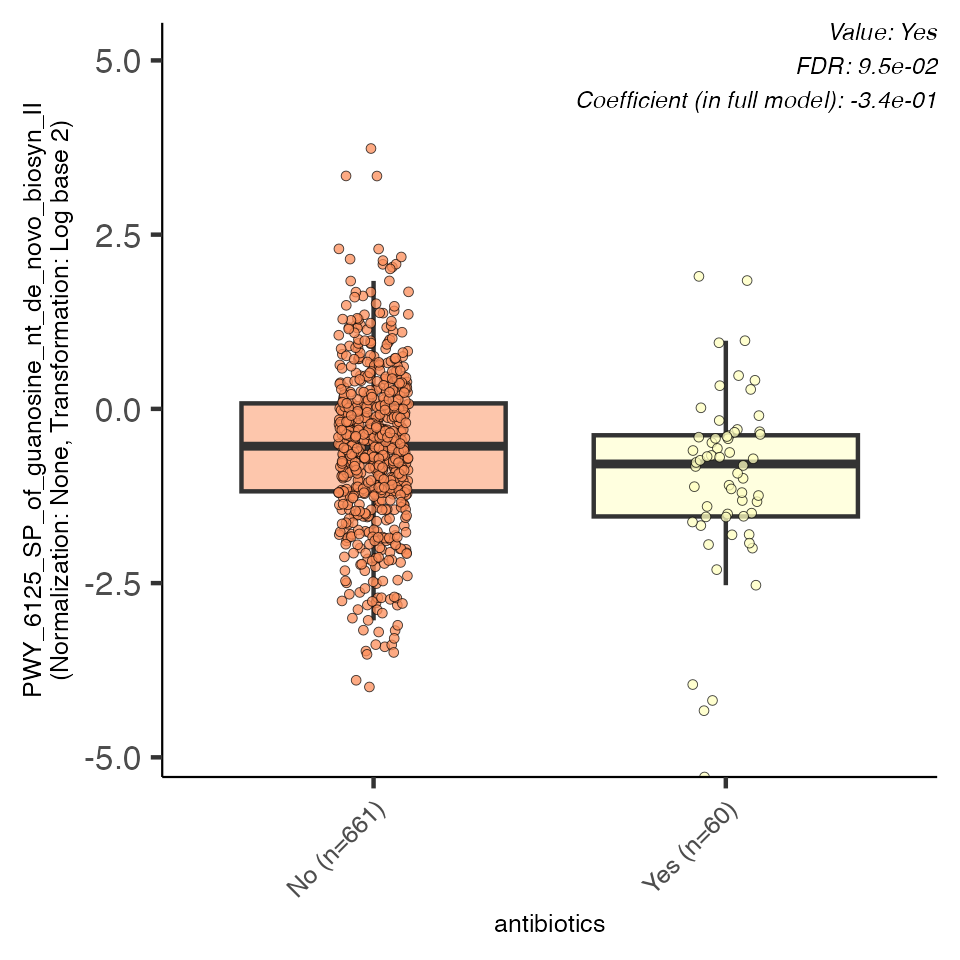 Value: Yes
FDR: 9.5e-02
Coefficient (in full model): -3.4e-01
PWY_6125_SP_of_guanosine_nt_de_novo_biosyn_II
(Normalization: None, Transformation: Log base 2)
5.0
2.5
0.0
-2.5
-5.0
No (n=661)
Yes (n=60)
antibiotics